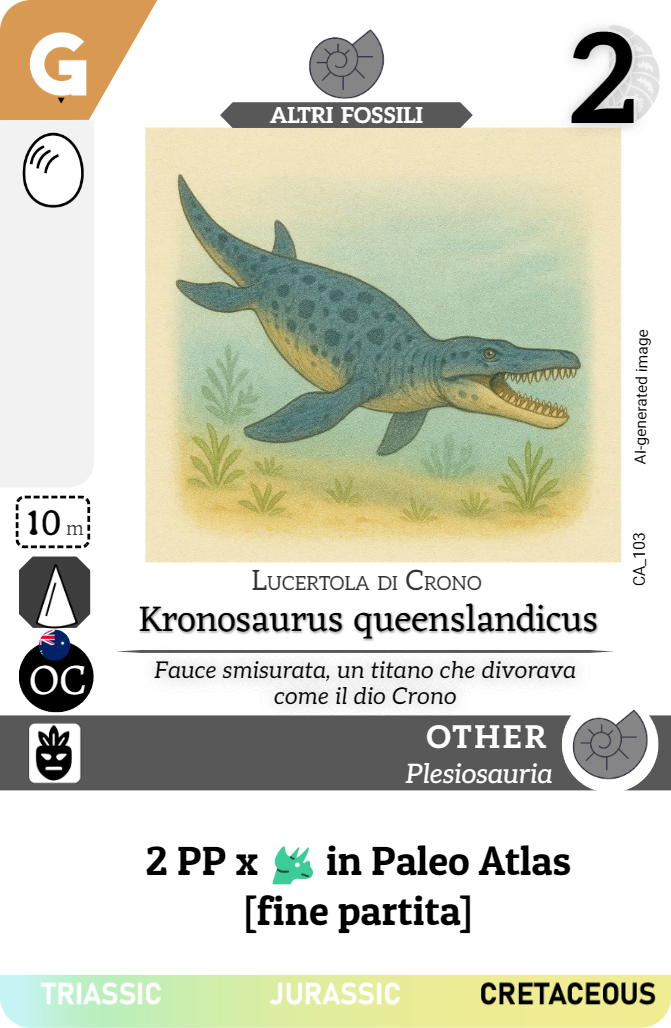 G
2
ALTRI FOSSILI
AI-generated image
CA_103
10 m
OC
Lucertola di Crono
Kronosaurus queenslandicus
Fauce smisurata, un titano che divorava
come il dio Crono
OTHER
Plesiosauria
2 PP x in Paleo Atlas
[fine partita]
TRIASSIC JURASSIC CRETACEOUS